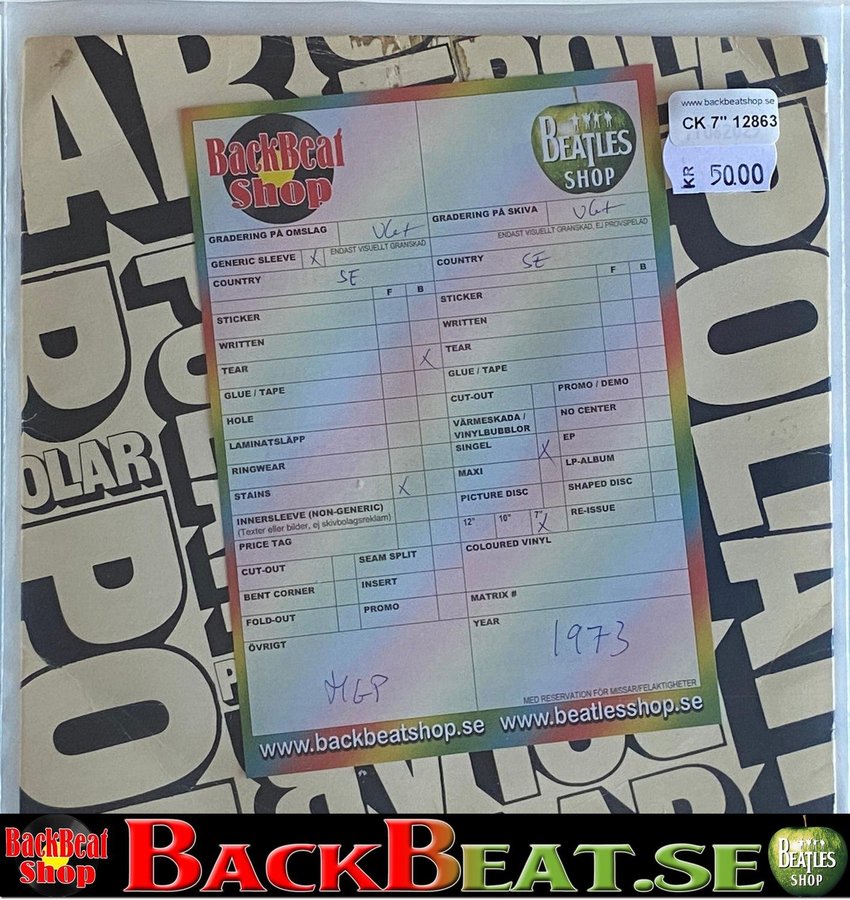 POLAR
www.backbeatshop.se
CK 7" 12863
KR 50.00
BackBeat
Shop
BEATLES
SHOP
GRADERING PÅ OMSLAG VG+
ENDAST VISUELLT GRANSKAD
GENERIC SLEEVE X
COUNTRY SE
F B
STICKER
WRITTEN
TEAR X
GLUE / TAPE
HOLE
LAMINATSLÄPP
RINGWEAR
STAINS X
INNERSLEEVE (NON-GENERIC)
(Texter eller bilder, ej skivbolagsreklam)
PRICE TAG
CUT-OUT
SEAM SPLIT
BENT CORNER
INSERT
FOLD-OUT
PROMO
ÖVRIGT
MGP
GRADERING PÅ SKIVA VG+
ENDAST VISUELLT GRANSKAD, EJ PROVSPELAD
COUNTRY SE
F B
STICKER
WRITTEN
TEAR
GLUE / TAPE
CUT-OUT
PROMO / DEMO
VÄRMESKADA /
VINYLBUBBLOR
NO CENTER
SINGEL X
EP
MAXI
LP-ALBUM
PICTURE DISC
SHAPED DISC
12" 10" 7" X
RE-ISSUE
COLOURED VINYL
MATRIX #
YEAR
1973
MED RESERVATION FÖR MISSAR/FELAKTIGHETER
www.backbeatshop.se www.beatlesshop.se
OLAR
POLAR
BackBeat
Shop
BACKBEAT.SE
BEATLES
SHOP